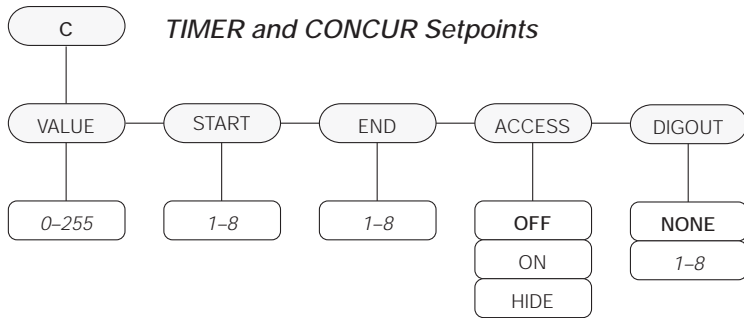 C
TIMER and CONCUR Setpoints
VALUE
START
END
ACCESS
DIGOUT
0–255
1–8
1–8
OFF
NONE
ON
1–8
HIDE